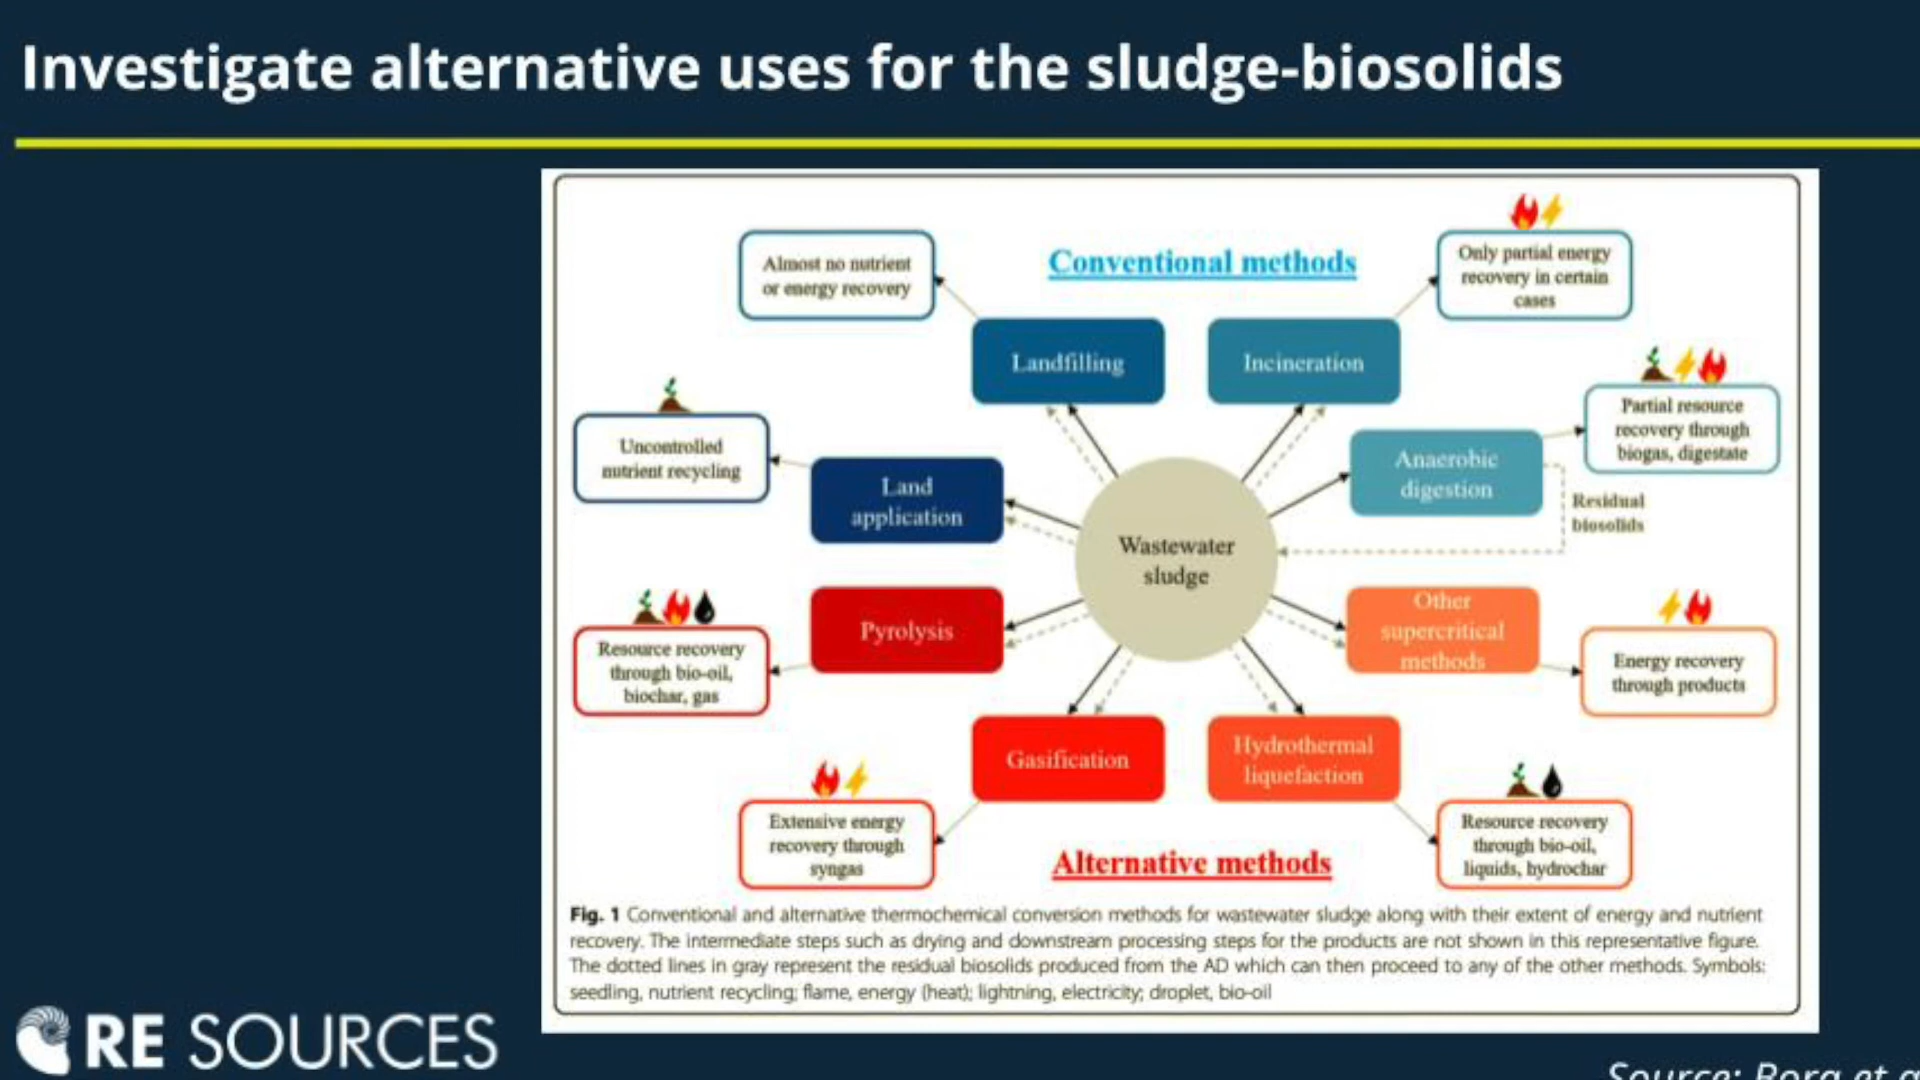 Investigate alternative uses for the sludge-biosolids
Conventional methods
Almost no nutrient
or energy recovery
Only partial energy
recovery in certain
cases
Landfilling
Incineration
Uncontrolled
nutrient recycling
Land
application
Anaerobic
digestion
Partial resource
recovery through
biogas, digestate
Residual
biosolids
Wastewater
sludge
Pyrolysis
Resource recovery
through bio-oil,
biochar, gas
Other
supercritical
methods
Energy recovery
through products
Gasification
Hydrothermal
liquefaction
Extensive energy
recovery through
syngas
Resource recovery
through bio-oil,
liquids, hydrochar
Alternative methods
Fig. 1 Conventional and alternative thermochemical conversion methods for wastewater sludge along with their extent of energy and nutrient
recovery. The intermediate steps such as drying and downstream processing steps for the products are not shown in this representative figure.
The dotted lines in gray represent the residual biosolids produced from the AD which can then proceed to any of the other methods. Symbols:
seedling, nutrient recycling; flame, energy (heat); lightning, electricity; droplet, bio-oil
RE SOURCES
Source: Bora et